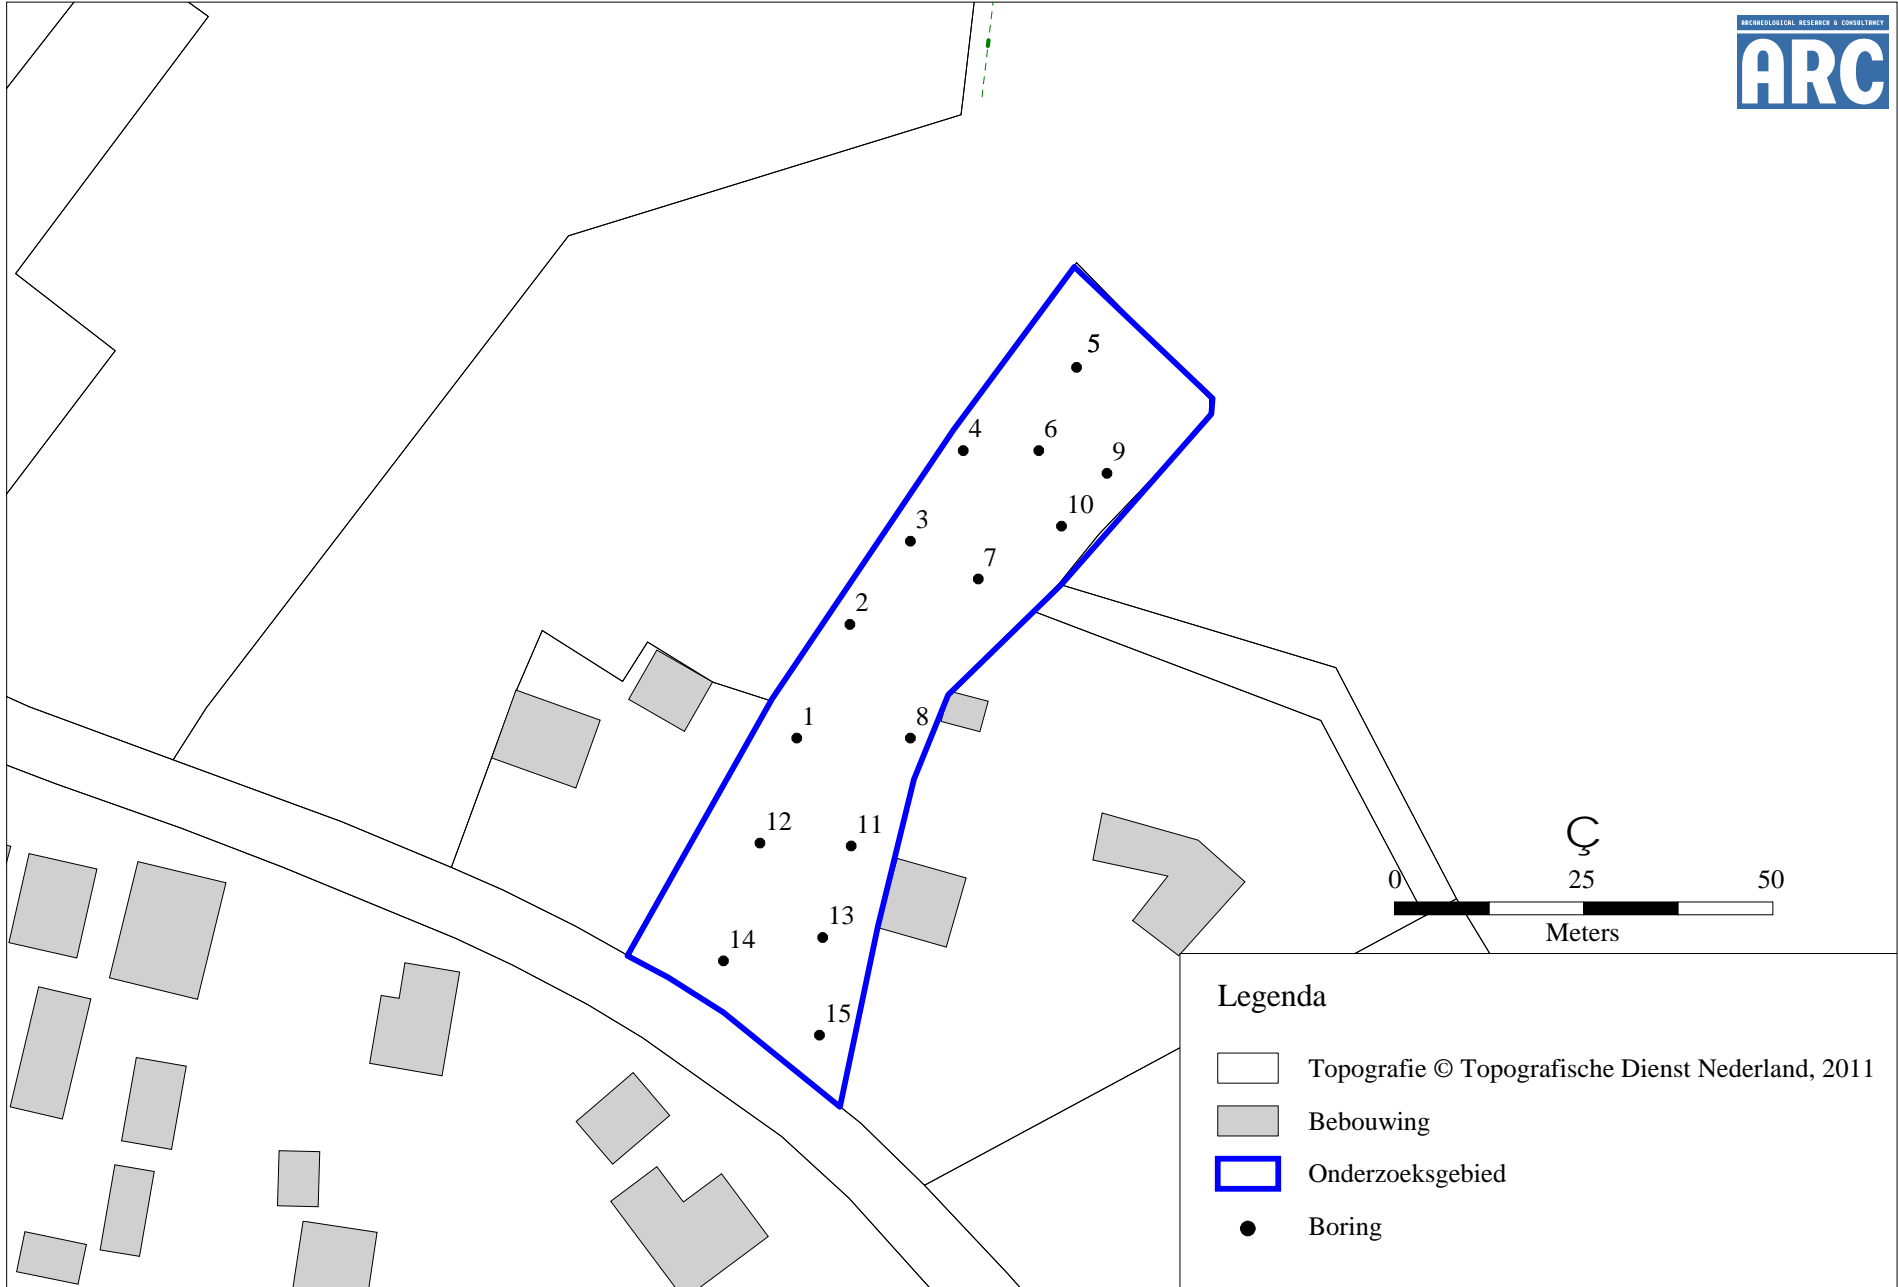 ARCHAEOLOGICAL RESEARCH & CONSULTANCY
ARC
5
4
6
9
10
3
7
2
1
8
12
11
13
14
15
Ç
0 25 50
Meters
Legenda
Topografie © Topografische Dienst Nederland, 2011
Bebouwing
Onderzoeksgebied
Boring